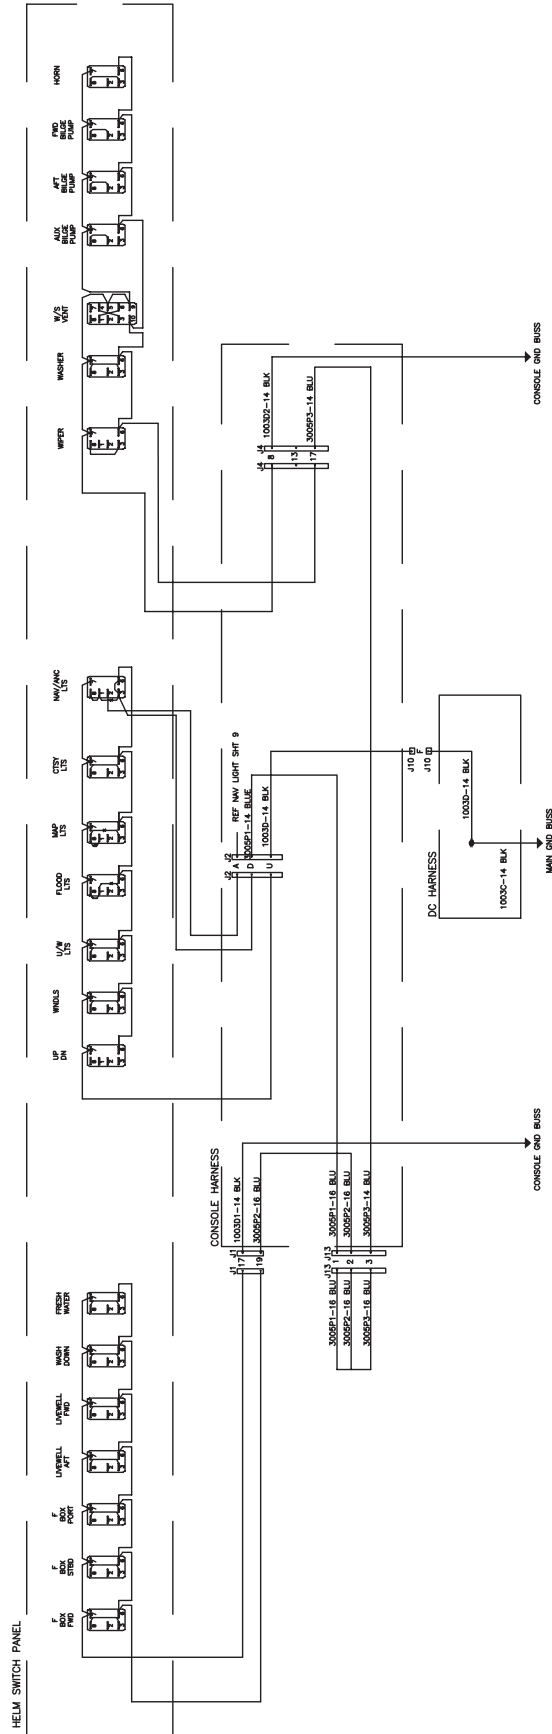 HELM SWITCH PANEL
F
BOX
FWD
F
BOX
STBD
F
BOX
PORT
LIVEWELL
AFT
LIVEWELL
FWD
WASH
DOWN
FRESH
WATER
UP
DN
WNDLS
U/W
LTS
FLOOD
LTS
MAP
LTS
CTSY
LTS
NAV/ANC
LTS
WIPER
WASHER
W/S
VENT
AUX
BILGE
PUMP
AFT
BILGE
PUMP
FWD
BILGE
PUMP
HORN
CONSOLE HARNESS
J1
J1
17
19
1003D1-14 BLK
3005P2-16 BLU
J2
J2
A
D
U
REF NAV LIGHT SHT 9
3005P1-14 BLUE
1003D-14 BLK
J4
J4
8
13
17
1003D2-14 BLK
3005P3-14 BLU
J13
J13
1
2
3
3005P1-16 BLU
3005P2-16 BLU
3005P3-16 BLU
3005P1-16 BLU
3005P2-16 BLU
3005P3-14 BLU
J10
F
J10
DC HARNESS
1003D-14 BLK
1003C-14 BLK
CONSOLE GND BUSS
MAIN GND BUSS
CONSOLE GND BUSS